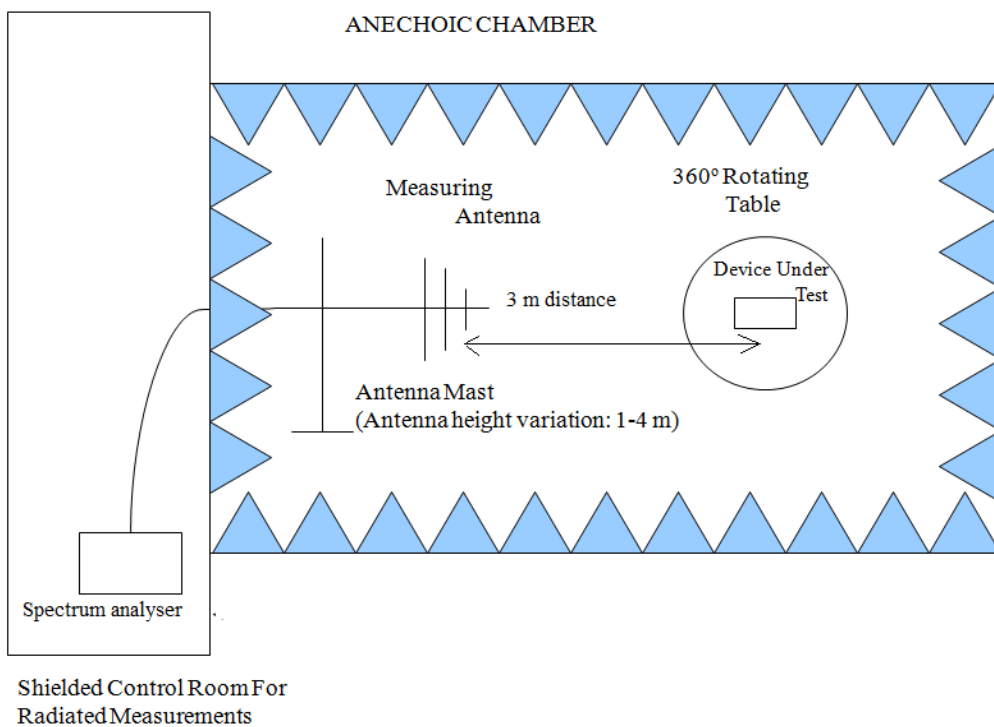 ANECHOIC CHAMBER
Measuring
Antenna
360º Rotating
Table
Device Under
Test
3 m distance
Antenna Mast
(Antenna height variation: 1-4 m)
Spectrum analyser
Shielded Control Room For
Radiated Measurements